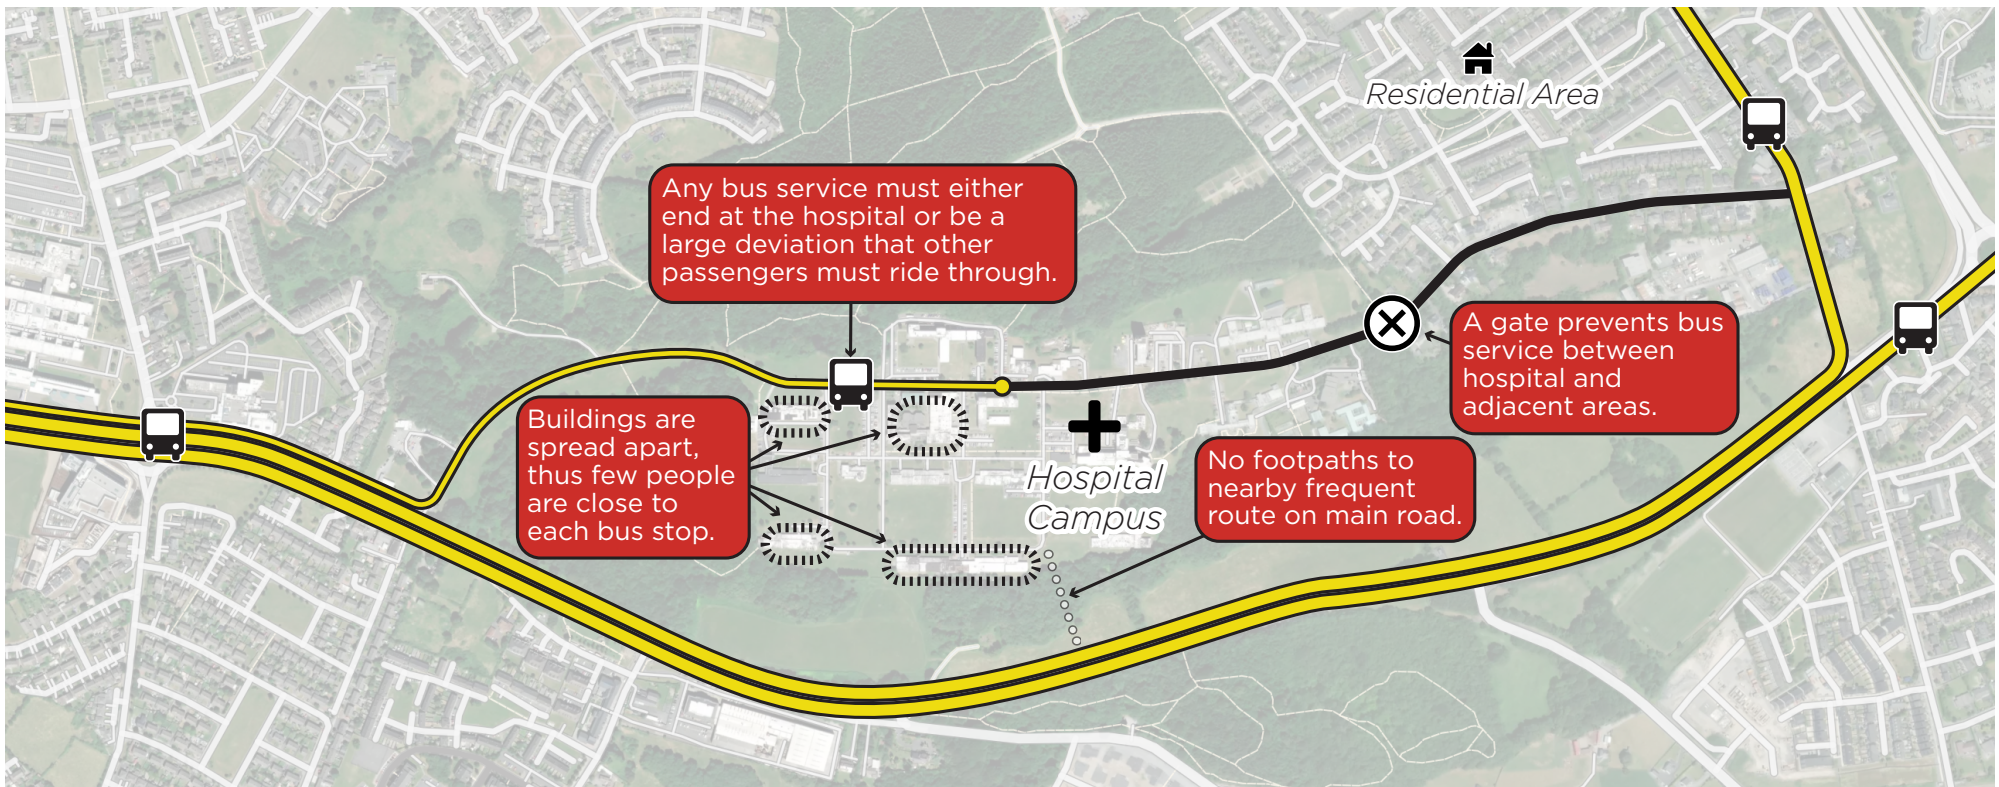 Residential Area
Any bus service must either
end at the hospital or be a
large deviation that other
passengers must ride through.
A gate prevents bus
service between
hospital and
adjacent areas.
Buildings are
spread apart,
thus few people
are close to
each bus stop.
Hospital
Campus
No footpaths to
nearby frequent
route on main road.